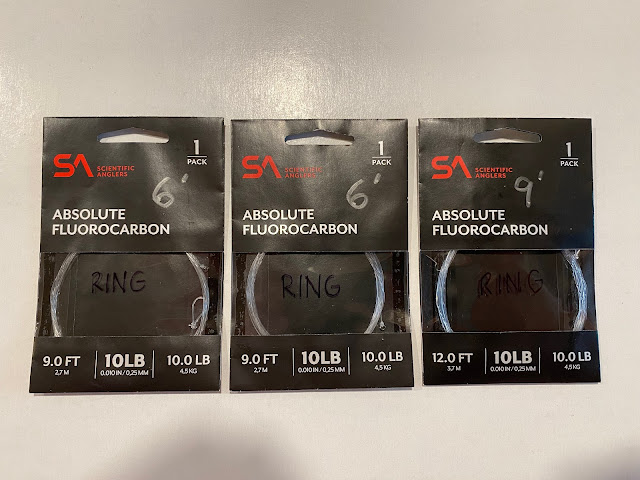 SA SCIENTIFIC ANGLERS
1 PACK
6'
ABSOLUTE
FLUOROCARBON
RING
9.0 FT 10LB 10.0 LB
2,7 M 0.010 IN / 0,25 MM 4,5 KG
SA SCIENTIFIC ANGLERS
1 PACK
6'
ABSOLUTE
FLUOROCARBON
RING
9.0 FT 10LB 10.0 LB
2,7 M 0.010 IN / 0,25 MM 4,5 KG
SA SCIENTIFIC ANGLERS
1 PACK
9'
ABSOLUTE
FLUOROCARBON
RING
12.0 FT 10LB 10.0 LB
3,7 M 0.010 IN / 0,25 MM 4,5 KG